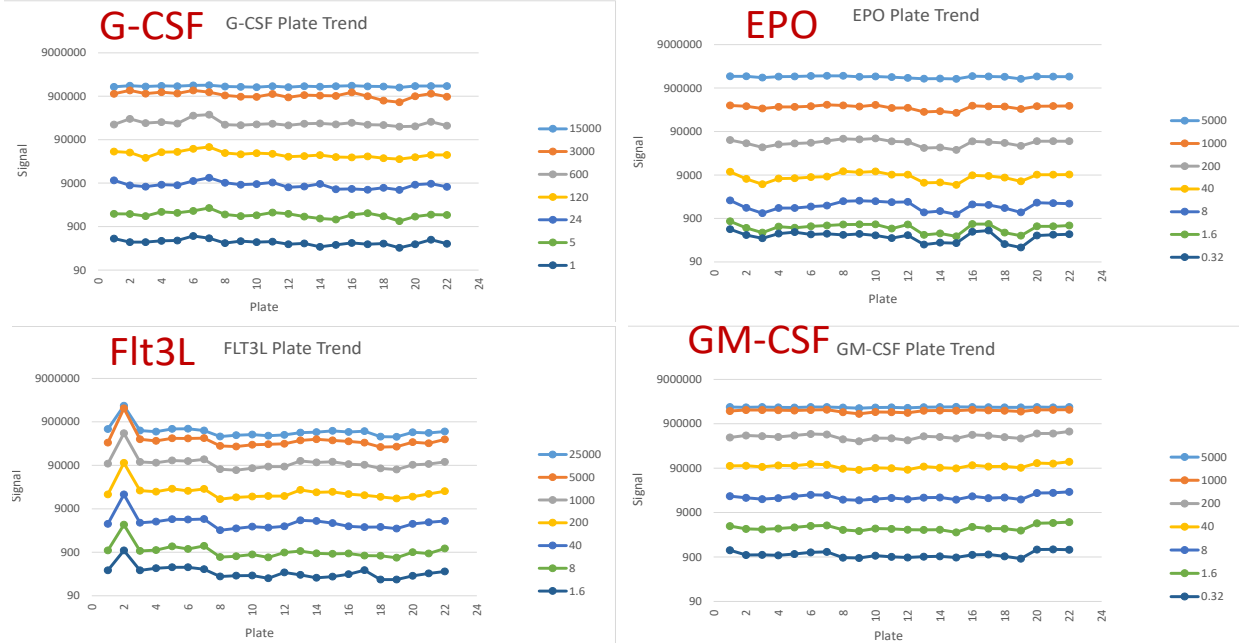 G-CSF
G-CSF Plate Trend
9000000
900000
90000
9000
900
90
Signal
0 2 4 6 8 10 12 14 16 18 20 22 24
Plate
15000
3000
600
120
24
5
1
EPO
EPO Plate Trend
9000000
900000
90000
9000
900
90
Signal
0 2 4 6 8 10 12 14 16 18 20 22 24
Plate
5000
1000
200
40
8
1.6
0.32
Flt3L
FLT3L Plate Trend
9000000
900000
90000
9000
900
90
Signal
0 2 4 6 8 10 12 14 16 18 20 22 24
Plate
25000
5000
1000
200
40
8
1.6
GM-CSF
GM-CSF Plate Trend
9000000
900000
90000
9000
900
90
Signal
0 2 4 6 8 10 12 14 16 18 20 22 24
Plate
5000
1000
200
40
8
1.6
0.32